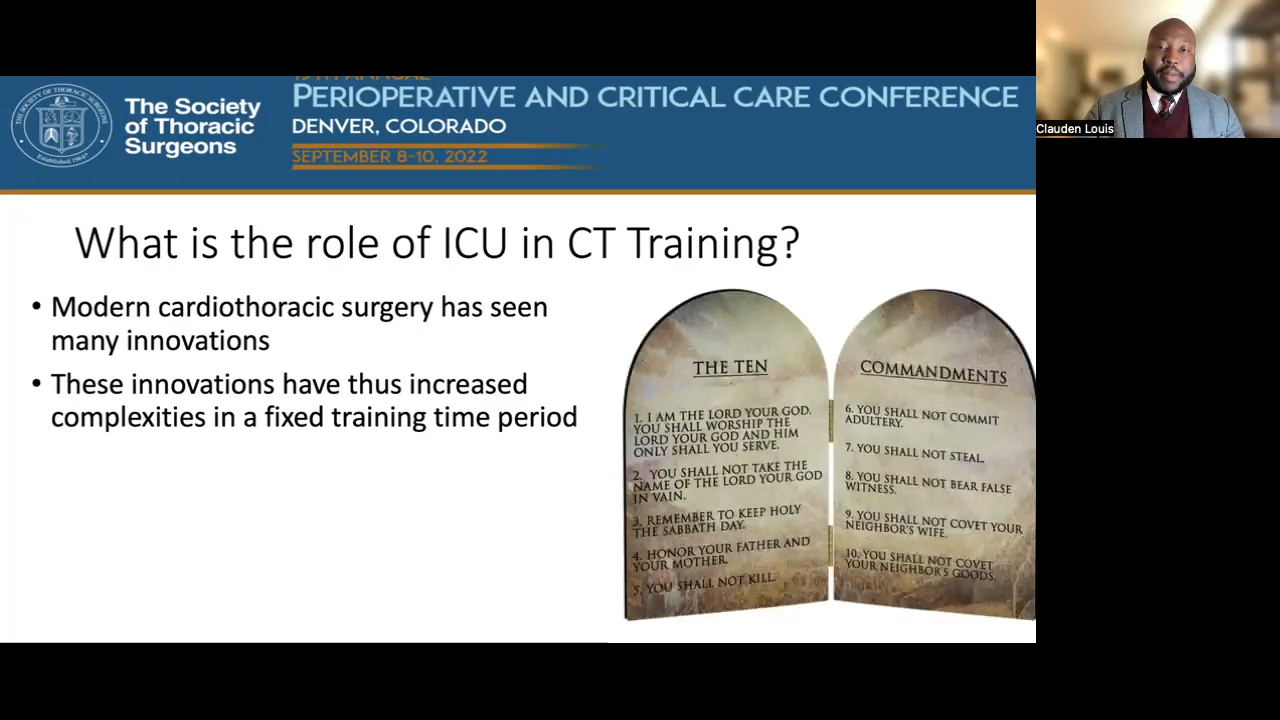 19TH ANNUAL
The Society
of Thoracic
Surgeons
PERIOPERATIVE AND CRITICAL CARE CONFERENCE
DENVER, COLORADO
SEPTEMBER 8-10, 2022
Clauden Louis
What is the role of ICU in CT Training?
• Modern cardiothoracic surgery has seen
many innovations
• These innovations have thus increased
complexities in a fixed training time period
THE TEN
1. I AM THE LORD YOUR GOD.
YOU SHALL WORSHIP THE
LORD YOUR GOD AND HIM
ONLY SHALL YOU SERVE.
2. YOU SHALL NOT TAKE THE
NAME OF THE LORD YOUR GOD
IN VAIN.
3. REMEMBER TO KEEP HOLY
THE SABBATH DAY.
4. HONOR YOUR FATHER AND
YOUR MOTHER.
5. YOU SHALL NOT KILL.
COMMANDMENTS
6. YOU SHALL NOT COMMIT
ADULTERY.
7. YOU SHALL NOT STEAL.
8. YOU SHALL NOT BEAR FALSE
WITNESS.
9. YOU SHALL NOT COVET YOUR
NEIGHBOR'S WIFE.
10. YOU SHALL NOT COVET
YOUR NEIGHBOR'S GOODS.